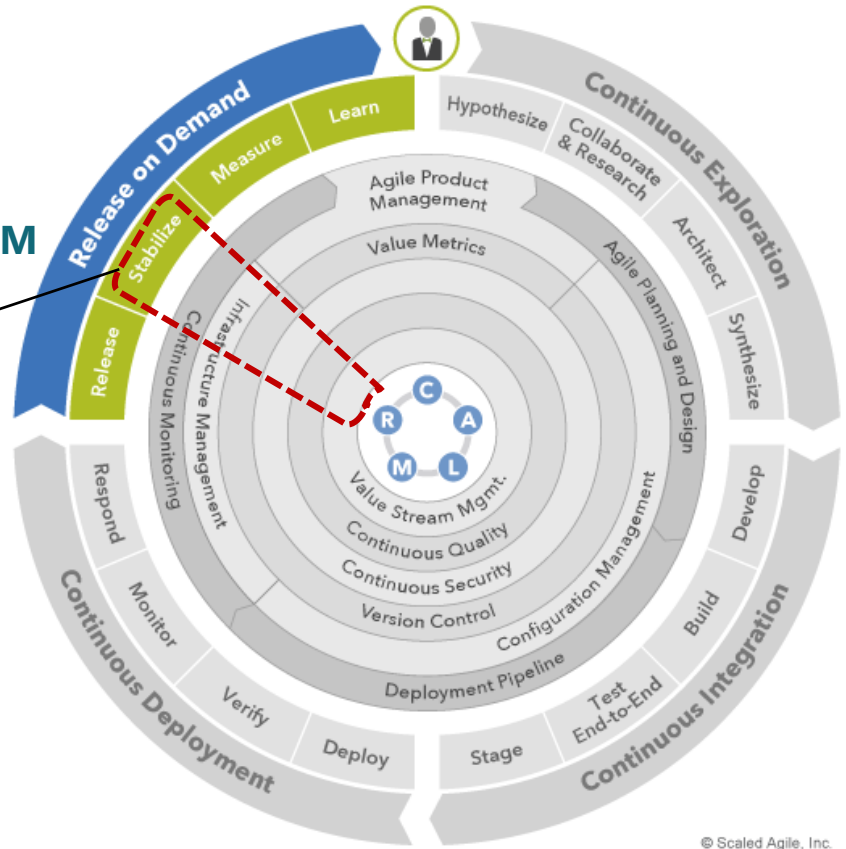 Release on Demand
Release
Stabilize
Measure
Learn
Continuous Exploration
Hypothesize
Collaborate
& Research
Architect
Synthesize
Continuous Integration
Develop
Build
Test
End-to-End
Stage
Continuous Deployment
Deploy
Verify
Monitor
Respond
M
Agile Product
Management
Agile Planning and Design
Continuous Monitoring
Infrastructure Management
Value Metrics
C
A
L
M
R
Value Stream Mgmt.
Continuous Quality
Continuous Security
Version Control
Configuration Management
Deployment Pipeline
© Scaled Agile, Inc.